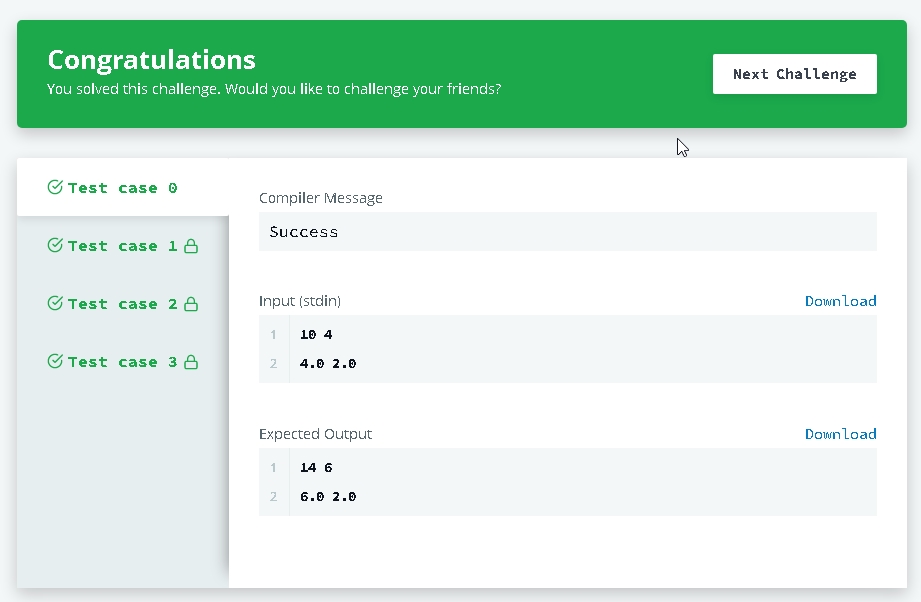 Congratulations
You solved this challenge. Would you like to challenge your friends?
Next Challenge
Test case 0
Test case 1
Test case 2
Test case 3
Compiler Message
Success
Input (stdin)
Download
1 10 4
2 4.0 2.0
Expected Output
Download
1 14 6
2 6.0 2.0